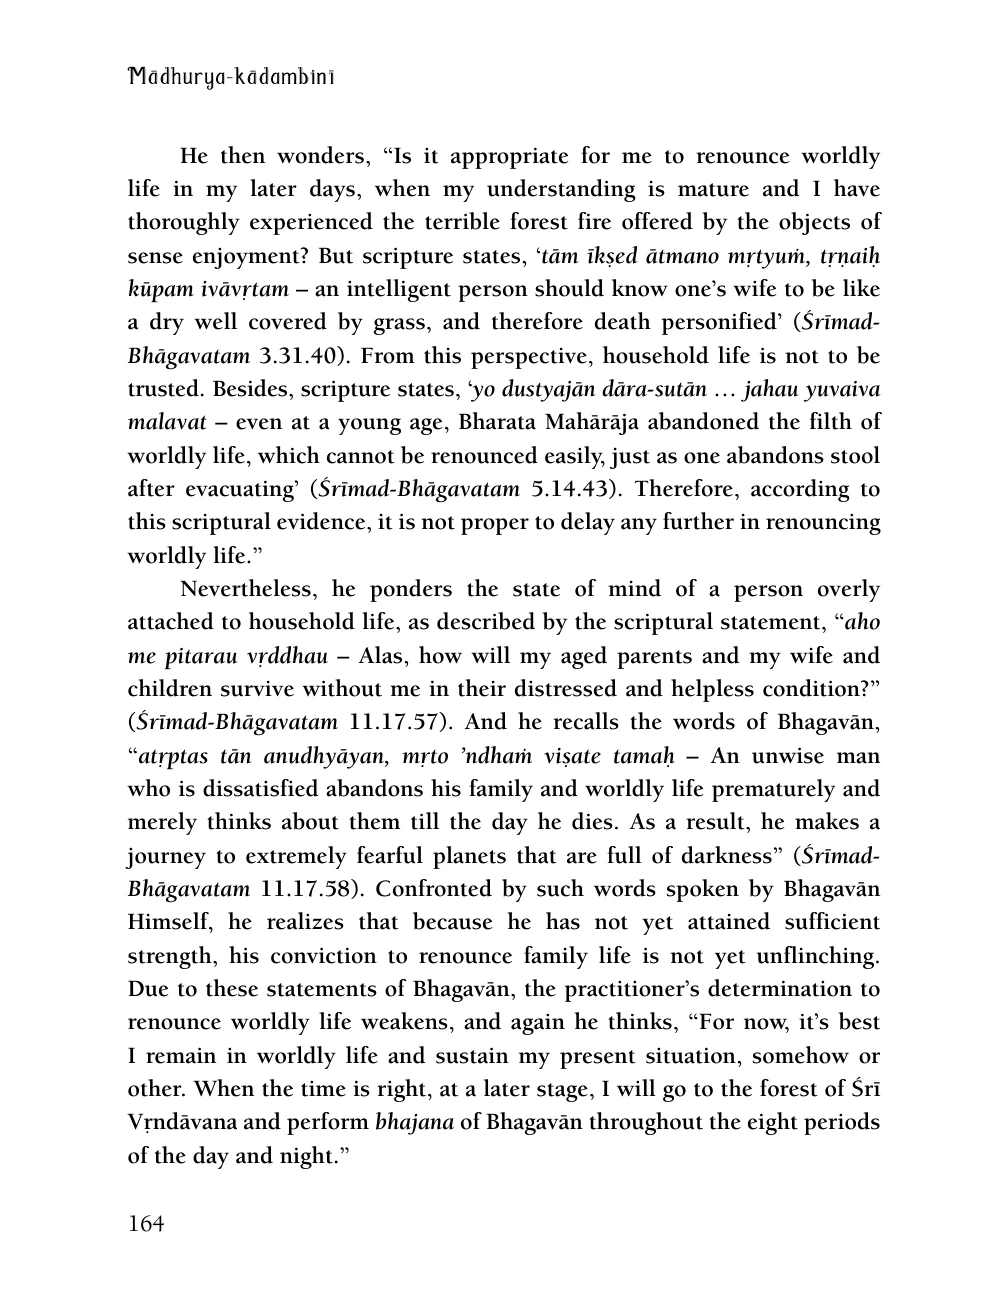 Mādhurya-kādambinī
He then wonders, “Is it appropriate for me to renounce worldly
life in my later days, when my understanding is mature and I have
thoroughly experienced the terrible forest fire offered by the objects of
sense enjoyment? But scripture states, ‘tām īkṣed ātmano mṛtyuṁ, tṛṇaiḥ
kūpam ivāvṛtam – an intelligent person should know one’s wife to be like
a dry well covered by grass, and therefore death personified’ (Śrīmad-
Bhāgavatam 3.31.40). From this perspective, household life is not to be
trusted. Besides, scripture states, ‘yo dustyajān dāra-sutān … jahau yuvaiva
malavat – even at a young age, Bharata Mahārāja abandoned the filth of
worldly life, which cannot be renounced easily, just as one abandons stool
after evacuating’ (Śrīmad-Bhāgavatam 5.14.43). Therefore, according to
this scriptural evidence, it is not proper to delay any further in renouncing
worldly life.”
Nevertheless, he ponders the state of mind of a person overly
attached to household life, as described by the scriptural statement, “aho
me pitarau vṛddhau – Alas, how will my aged parents and my wife and
children survive without me in their distressed and helpless condition?”
(Śrīmad-Bhāgavatam 11.17.57). And he recalls the words of Bhagavān,
“atṛptas tān anudhyāyan, mṛto ’ndhaṁ viṣate tamaḥ – An unwise man
who is dissatisfied abandons his family and worldly life prematurely and
merely thinks about them till the day he dies. As a result, he makes a
journey to extremely fearful planets that are full of darkness” (Śrīmad-
Bhāgavatam 11.17.58). Confronted by such words spoken by Bhagavān
Himself, he realizes that because he has not yet attained sufficient
strength, his conviction to renounce family life is not yet unflinching.
Due to these statements of Bhagavān, the practitioner’s determination to
renounce worldly life weakens, and again he thinks, “For now, it’s best
I remain in worldly life and sustain my present situation, somehow or
other. When the time is right, at a later stage, I will go to the forest of Śrī
Vṛndāvana and perform bhajana of Bhagavān throughout the eight periods
of the day and night.”
164